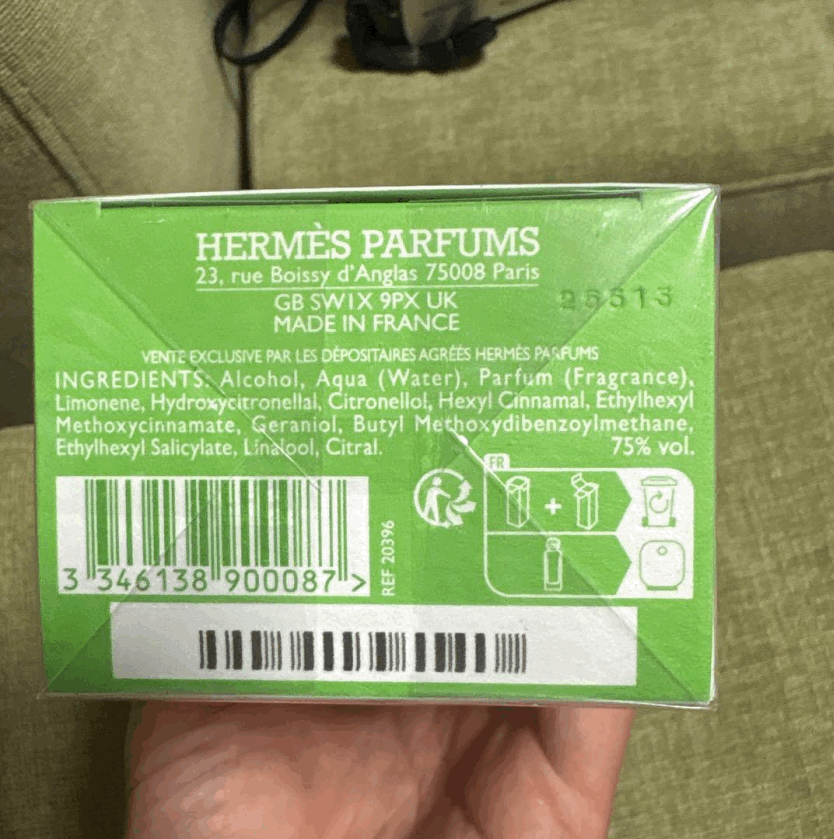 HERMÈS PARFUMS
23, rue Boissy d'Anglas 75008 Paris
GB SW1X 9PX UK
MADE IN FRANCE
VENTE EXCLUSIVE PAR LES DÉPOSITAIRES AGRÉÉS HERMÈS PARFUMS
INGREDIENTS: Alcohol, Aqua (Water), Parfum (Fragrance),
Limonene, Hydroxycitronellal, Citronellol, Hexyl Cinnamal, Ethylhexyl
Methoxycinnamate, Geraniol, Butyl Methoxydibenzoylmethane,
Ethylhexyl Salicylate, Linalool, Citral. 75% vol.
FR
+
3 346138 900087 >
REF 20396